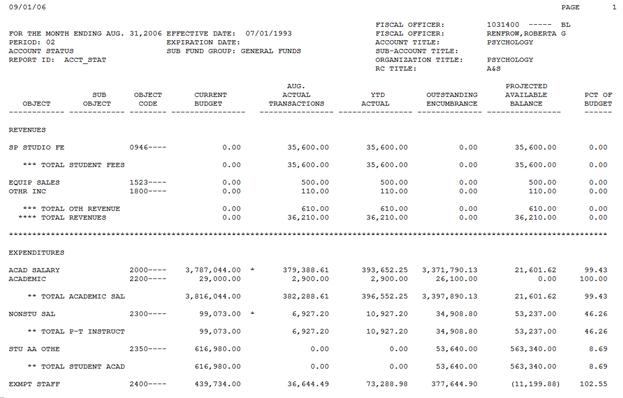 09/01/06 PAGE 1
FISCAL OFFICER: 1031400 ----- BL
FOR THE MONTH ENDING AUG. 31,2006 EFFECTIVE DATE: 07/01/1993 FISCAL OFFICER: RENFROW,ROBERTA G
PERIOD: 02 EXPIRATION DATE: ACCOUNT TITLE: PSYCHOLOGY
ACCOUNT STATUS SUB FUND GROUP: GENERAL FUNDS SUB-ACCOUNT TITLE:
REPORT ID: ACCT_STAT ORGANIZATION TITLE: PSYCHOLOGY
RC TITLE: A&S
AUG. PROJECTED
SUB OBJECT CURRENT ACTUAL YTD OUTSTANDING AVAILABLE PCT OF
OBJECT OBJECT CODE BUDGET TRANSACTIONS ACTUAL ENCUMBRANCE BALANCE BUDGET
REVENUES
SP STUDIO FE 0946---- 0.00 35,600.00 35,600.00 0.00 35,600.00 0.00
*** TOTAL STUDENT FEES 0.00 35,600.00 35,600.00 0.00 35,600.00 0.00
EQUIP SALES 1523---- 0.00 500.00 500.00 0.00 500.00 0.00
OTHR INC 1800---- 0.00 110.00 110.00 0.00 110.00 0.00
*** TOTAL OTH REVENUE 0.00 610.00 610.00 0.00 610.00 0.00
**** TOTAL REVENUES 0.00 36,210.00 36,210.00 0.00 36,210.00 0.00
EXPENDITURES
ACAD SALARY 2000---- 3,787,044.00 * 379,388.61 393,652.25 3,371,790.13 21,601.62 99.43
ACADEMIC 2200---- 29,000.00 2,900.00 2,900.00 26,100.00 0.00 100.00
** TOTAL ACADEMIC SAL 3,816,044.00 382,288.61 396,552.25 3,397,890.13 21,601.62 99.43
NONSTU SAL 2300---- 99,073.00 * 6,927.20 10,927.20 34,908.80 53,237.00 46.26
** TOTAL P-T INSTRUCT 99,073.00 6,927.20 10,927.20 34,908.80 53,237.00 46.26
STU AA OTHE 2350---- 616,980.00 0.00 0.00 53,640.00 563,340.00 8.69
** TOTAL STUDENT ACAD 616,980.00 0.00 0.00 53,640.00 563,340.00 8.69
EXMPT STAFF 2400---- 439,734.00 36,644.49 73,288.98 377,644.90 (11,199.88) 102.55